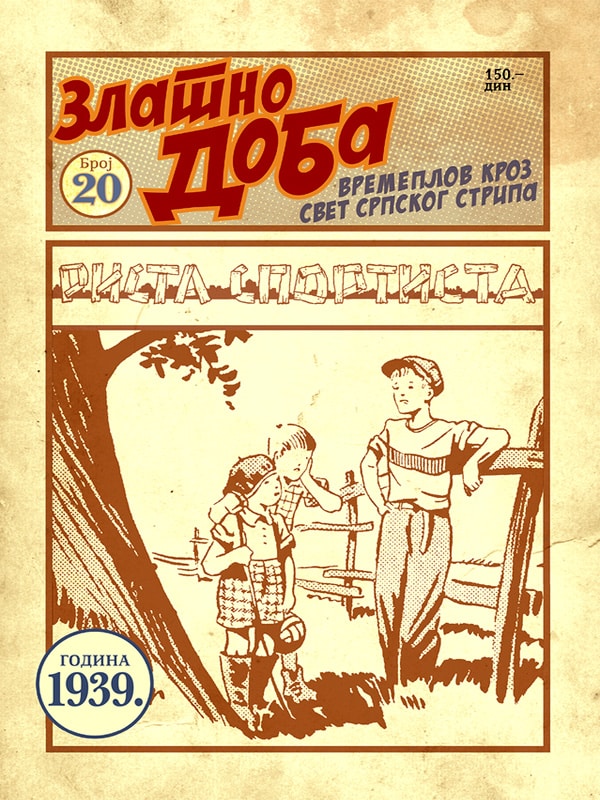 Златно
Доба
Број
20
150.–
дин
ВРЕМЕПЛОВ КРОЗ
СВЕТ СРПСКОГ СТРИПА
РИСТА СПОРТИСТА
ГОДИНА
1939.